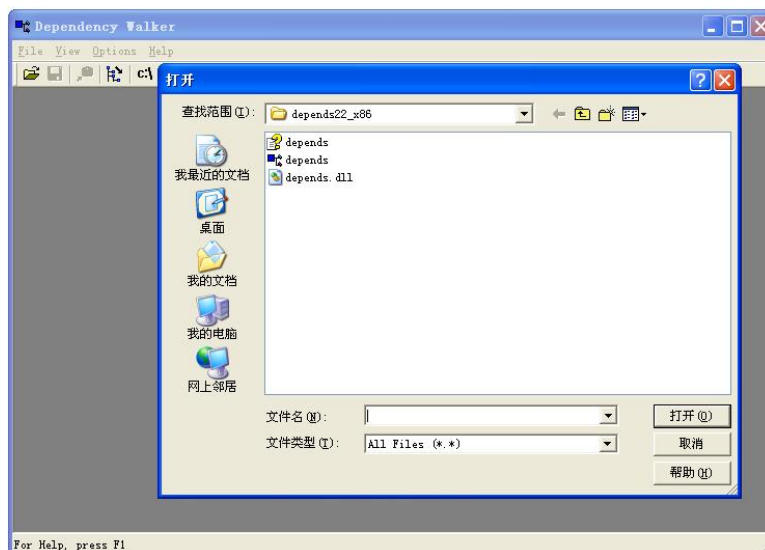 Dependency Walker
File View Options Help
C:\
打开
查找范围(I):
depends22_x86
depends
depends
depends.dll
我最近的文档
桌面
我的文档
我的电脑
网上邻居
文件名(N):
打开(O)
文件类型(T):
All Files (*.*)
取消
帮助(H)
For Help, press F1